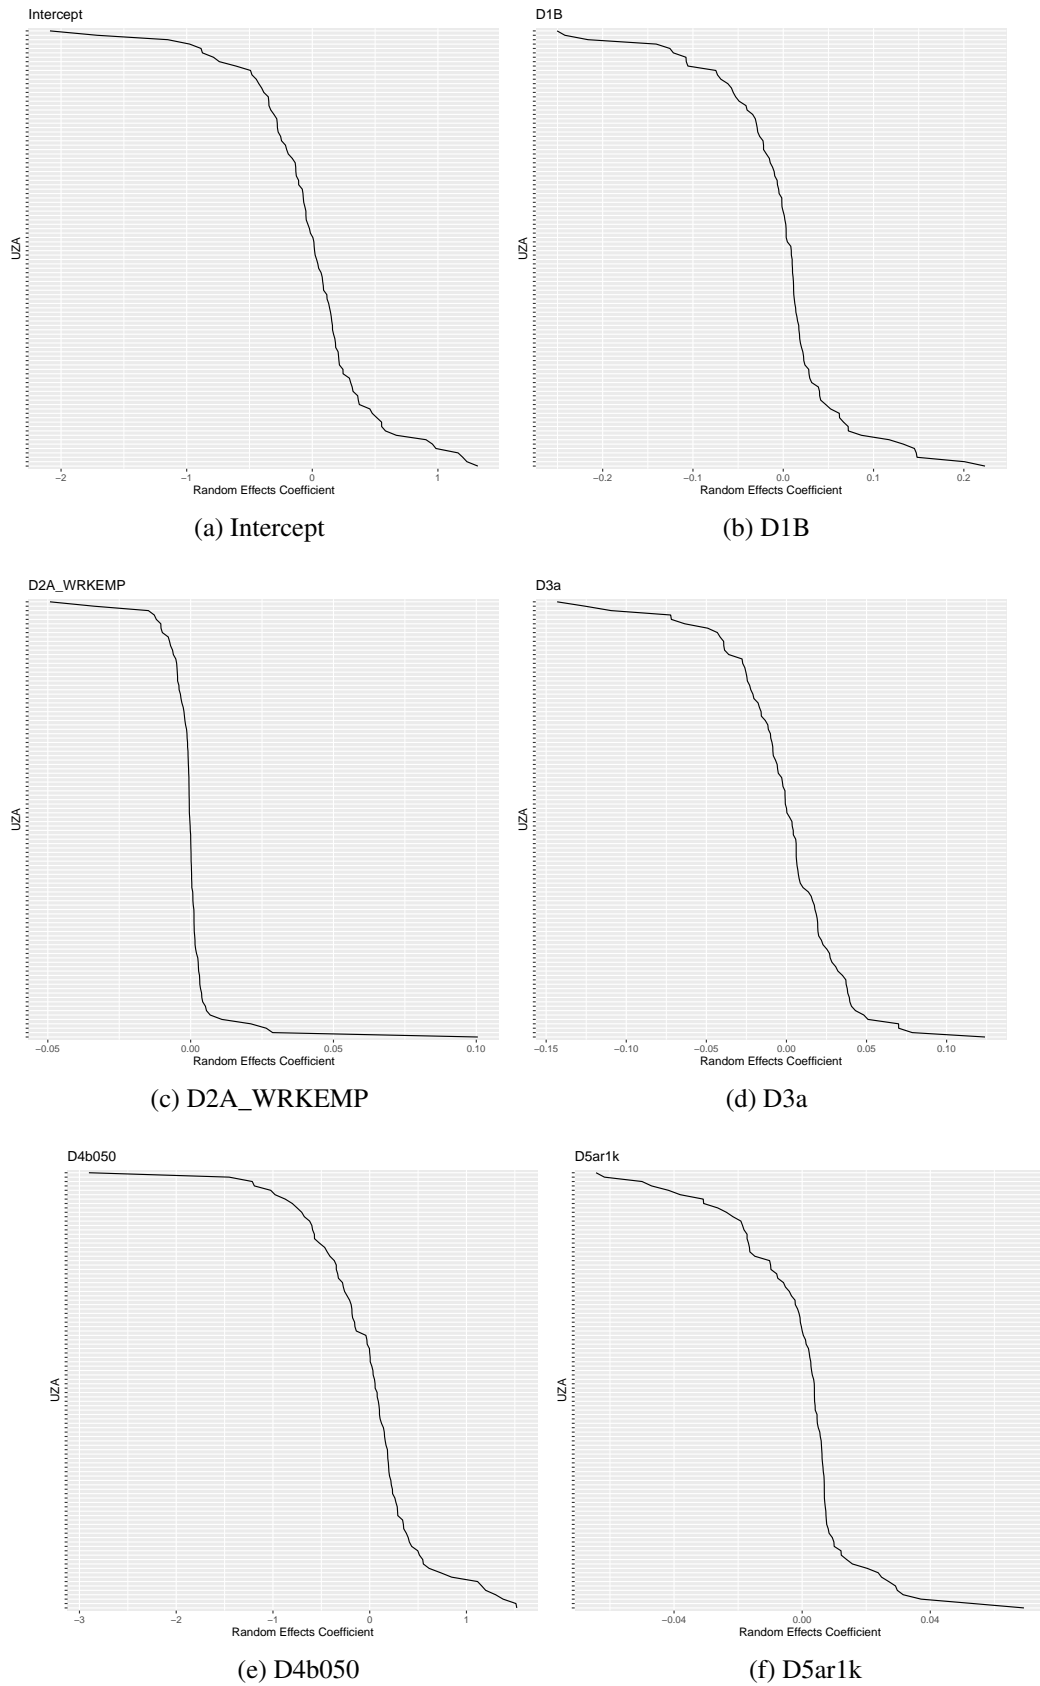 Intercept
D1B
UZA
UZA
−2 −1 0 1
−0.2 −0.1 0.0 0.1 0.2
Random Effects Coefficient
Random Effects Coefficient
(a) Intercept
(b) D1B
D2A_WRKEMP
D3a
UZA
UZA
−0.05 0.00 0.05 0.10
−0.15 −0.10 −0.05 0.00 0.05 0.10
Random Effects Coefficient
Random Effects Coefficient
(c) D2A_WRKEMP
(d) D3a
D4b050
D5ar1k
UZA
UZA
−3 −2 −1 0 1
−0.04 0.00 0.04
Random Effects Coefficient
Random Effects Coefficient
(e) D4b050
(f) D5ar1k